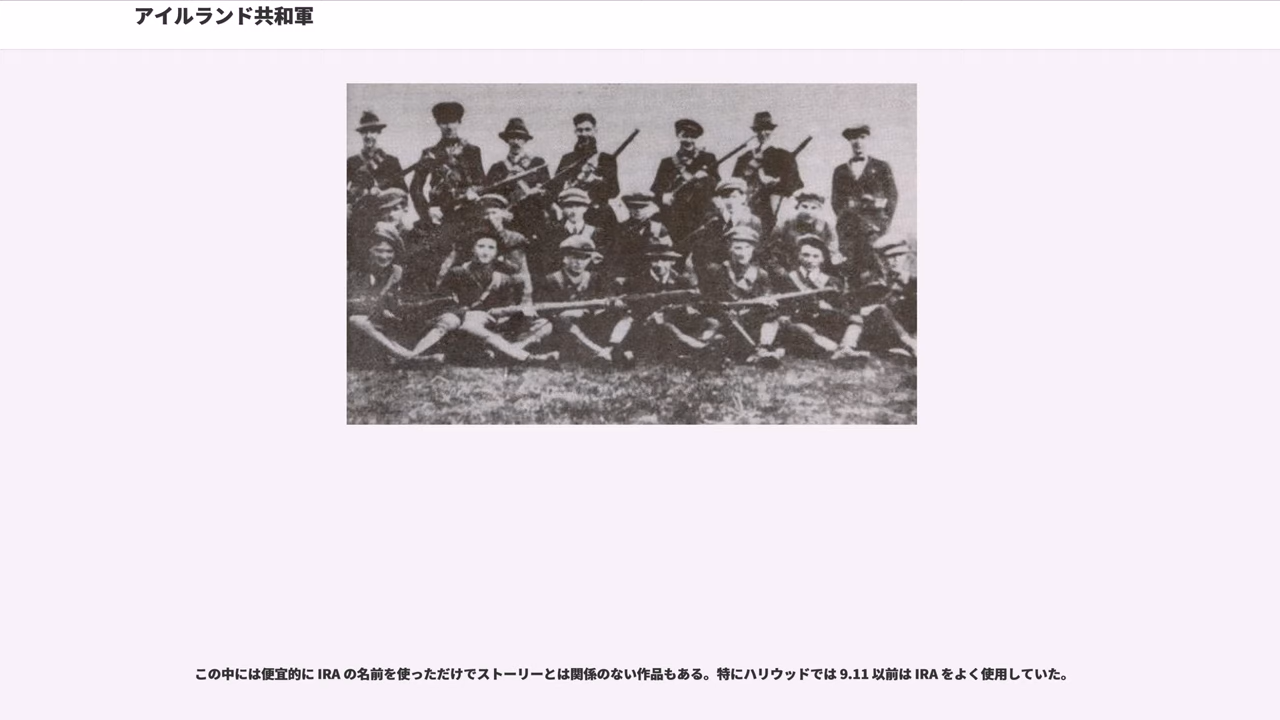 アイルランド共和軍
この中には便宜的に IRA の名前を使っただけでストーリーとは関係のない作品もある。特にハリウッドでは 9.11 以前は IRA をよく使用していた。